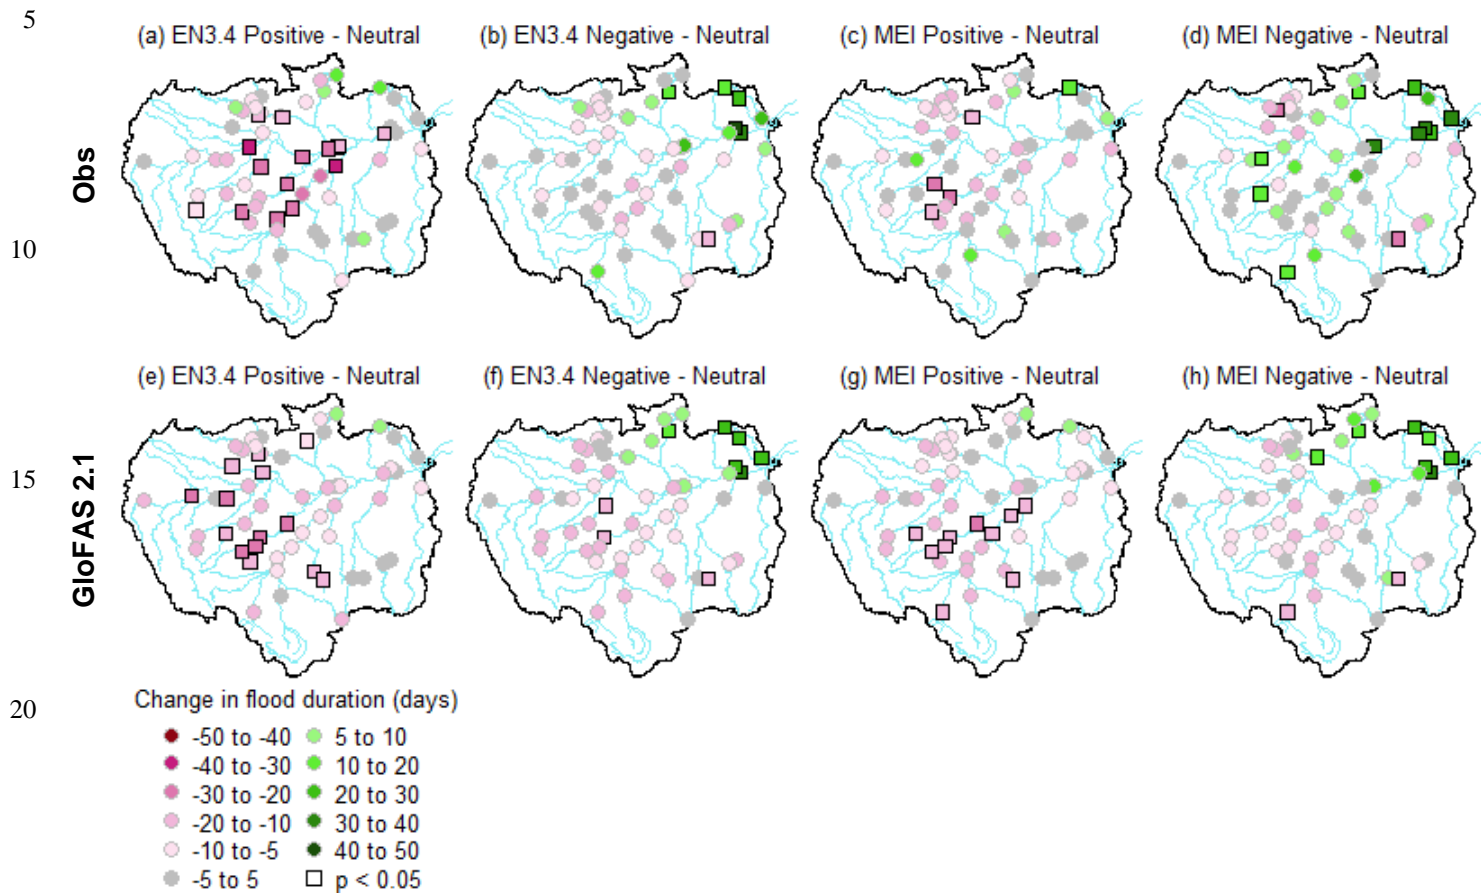 5
(a) EN3.4 Positive - Neutral
(b) EN3.4 Negative - Neutral
(c) MEI Positive - Neutral
(d) MEI Negative - Neutral
Obs
10
(e) EN3.4 Positive - Neutral
(f) EN3.4 Negative - Neutral
(g) MEI Positive - Neutral
(h) MEI Negative - Neutral
15
GloFAS 2.1
20
Change in flood duration (days)
-50 to -40
-40 to -30
-30 to -20
-20 to -10
-10 to -5
-5 to 5
5 to 10
10 to 20
20 to 30
30 to 40
40 to 50
p < 0.05